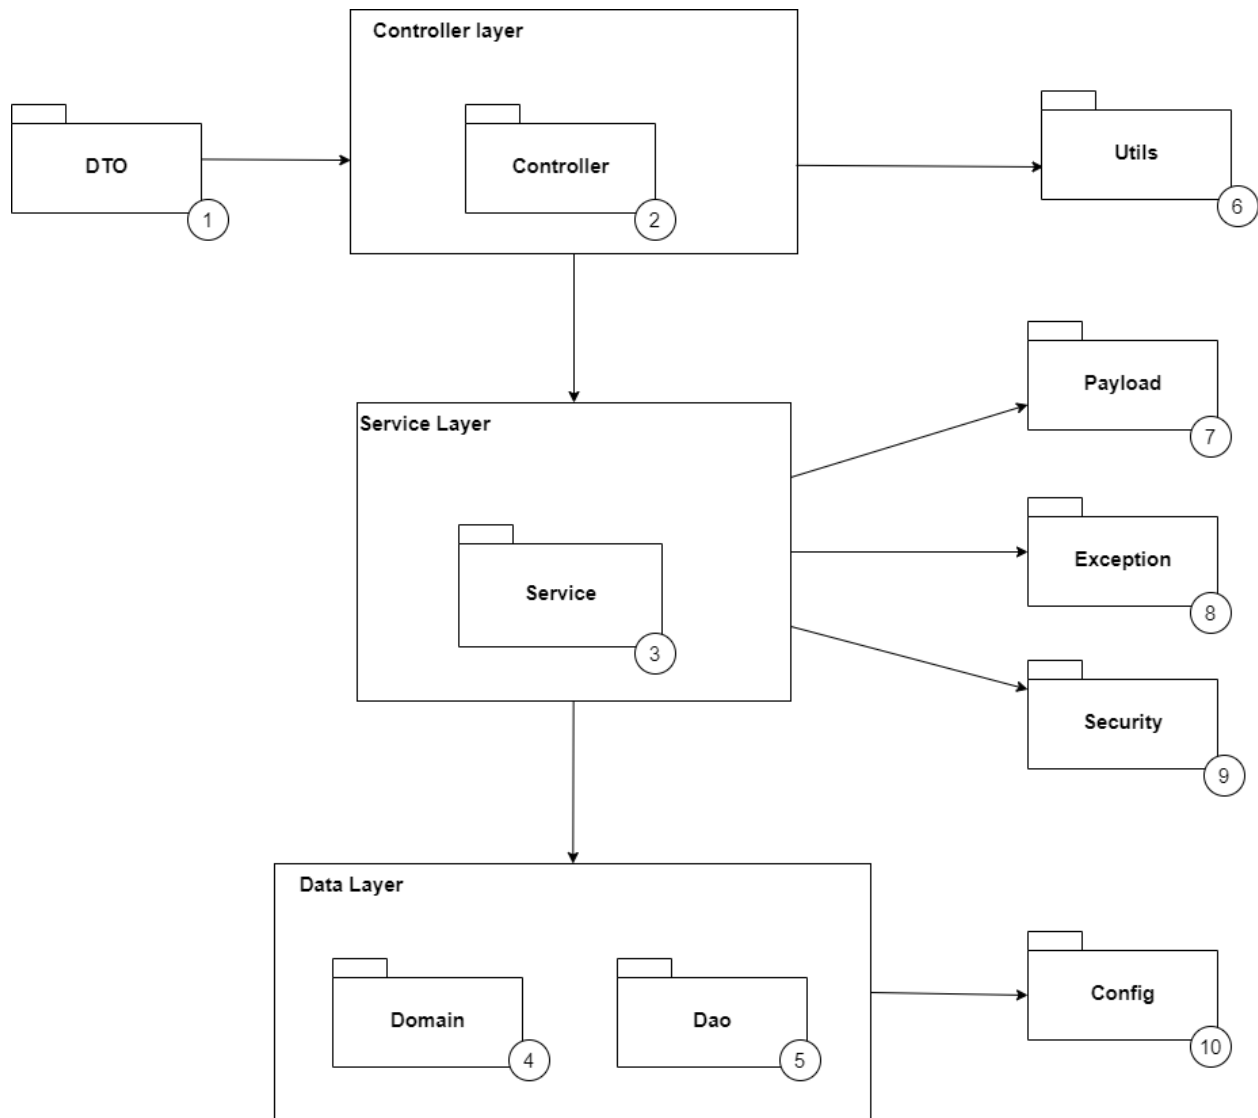 Controller layer
DTO
1
Controller
2
Utils
6
Service Layer
Service
3
Payload
7
Exception
8
Security
9
Data Layer
Domain
4
Dao
5
Config
10